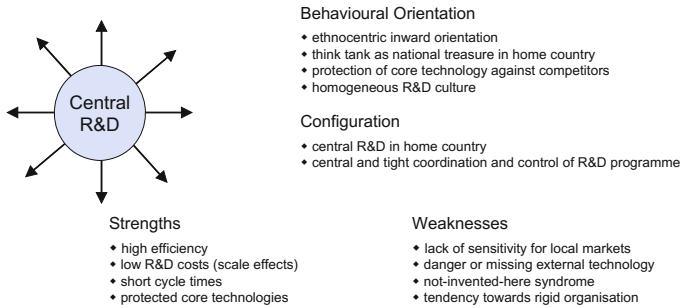 Central
R&D
Behavioural Orientation
◆ ethnocentric inward orientation
◆ think tank as national treasure in home country
◆ protection of core technology against competitors
◆ homogeneous R&D culture
Configuration
◆ central R&D in home country
◆ central and tight coordination and control of R&D programme
Strengths
◆ high efficiency
◆ low R&D costs (scale effects)
◆ short cycle times
◆ protected core technologies
Weaknesses
◆ lack of sensitivity for local markets
◆ danger or missing external technology
◆ not-invented-here syndrome
◆ tendency towards rigid organisation